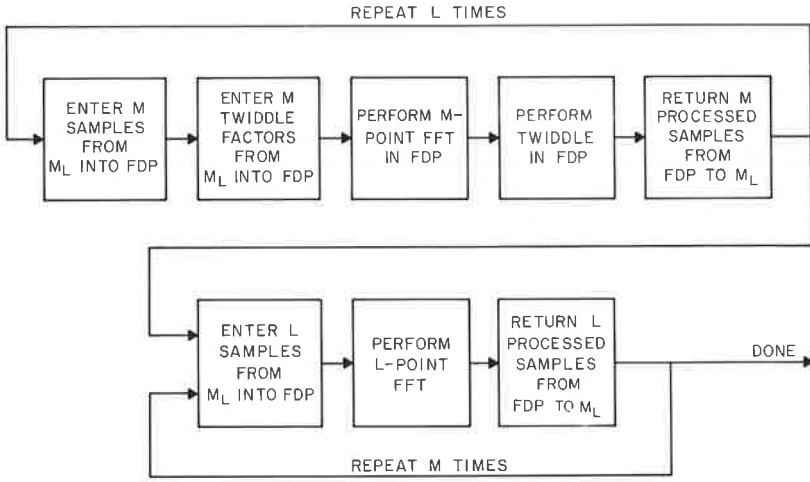 REPEAT L TIMES
ENTER M
SAMPLES
FROM
M_L INTO FDP
ENTER M
TWIDDLE
FACTORS
FROM
M_L INTO FDP
PERFORM M-
POINT FFT
IN FDP
PERFORM
TWIDDLE
IN FDP
RETURN M
PROCESSED
SAMPLES
FROM
FDP TO M_L
ENTER L
SAMPLES
FROM
M_L INTO FDP
PERFORM
L-POINT
FFT
RETURN L
PROCESSED
SAMPLES
FROM
FDP TO M_L
DONE
REPEAT M TIMES